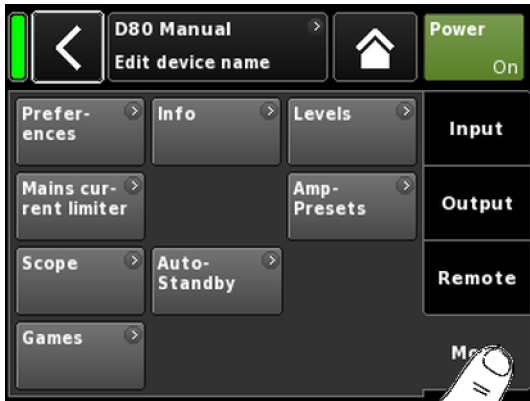 D80 Manual
Edit device name
Power
On
Prefer-
ences
Info
Levels
Input
Mains cur-
rent limiter
Amp-
Presets
Output
Scope
Auto-
Standby
Remote
Games